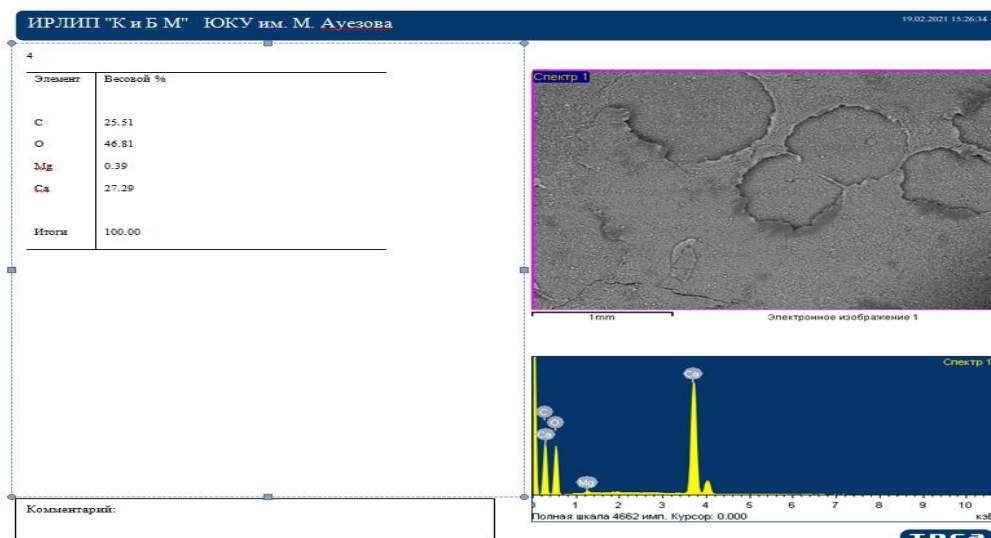 ИРЛИП "К и Б М" ЮКУ им. М. Ауезова
19.02.2021 15:26:34
4
Элемент Весовой %
C 25.51
O 46.81
Mg 0.39
Ca 27.29
Итоги 100.00
Комментарий:
Спектр 1
1mm Электронное изображение 1
Спектр 1
Ca
C
O
Ca
Mg
1 2 3 4 5 6 7 8 9 10
Полная шкала 4662 имп. Курсор: 0.000 кэВ